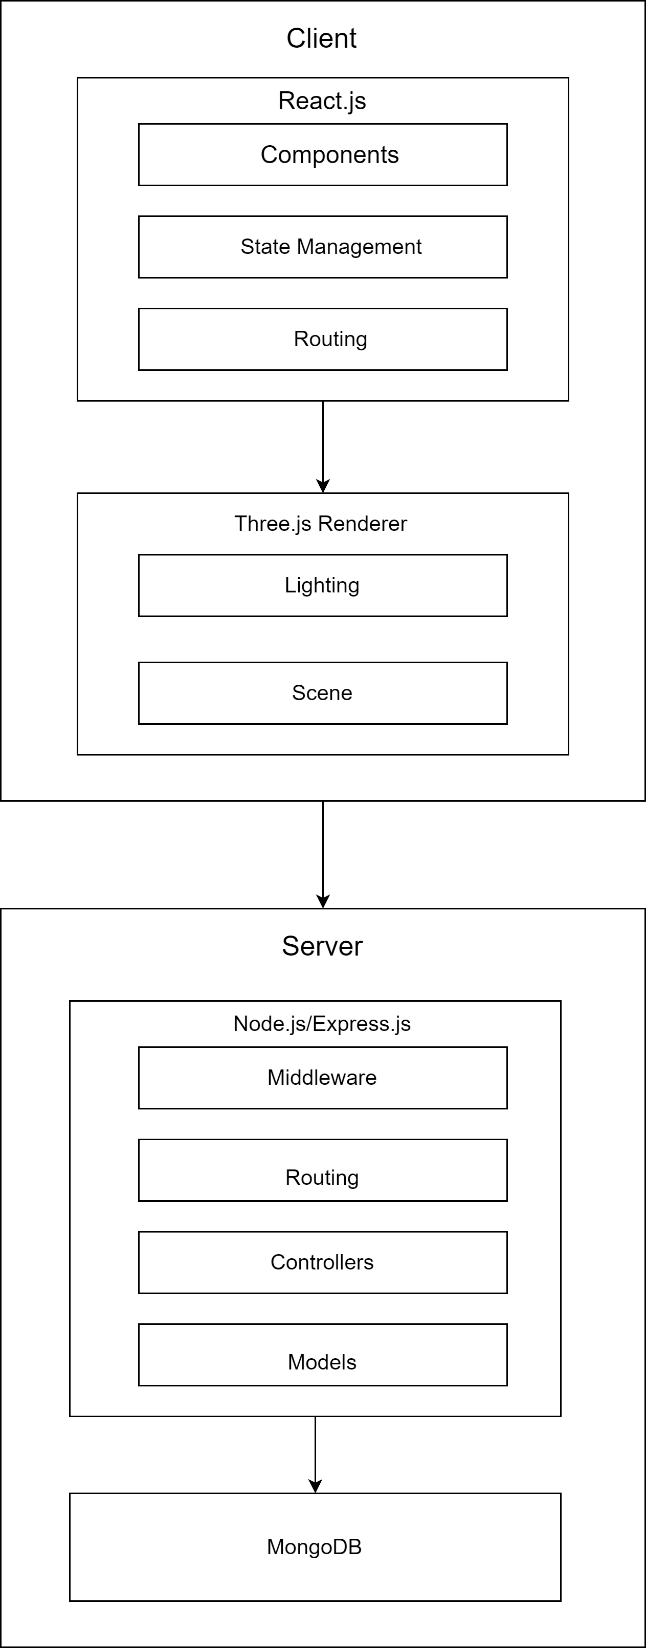 Client
React.js
Components
State Management
Routing
Three.js Renderer
Lighting
Scene
Server
Node.js/Express.js
Middleware
Routing
Controllers
Models
MongoDB